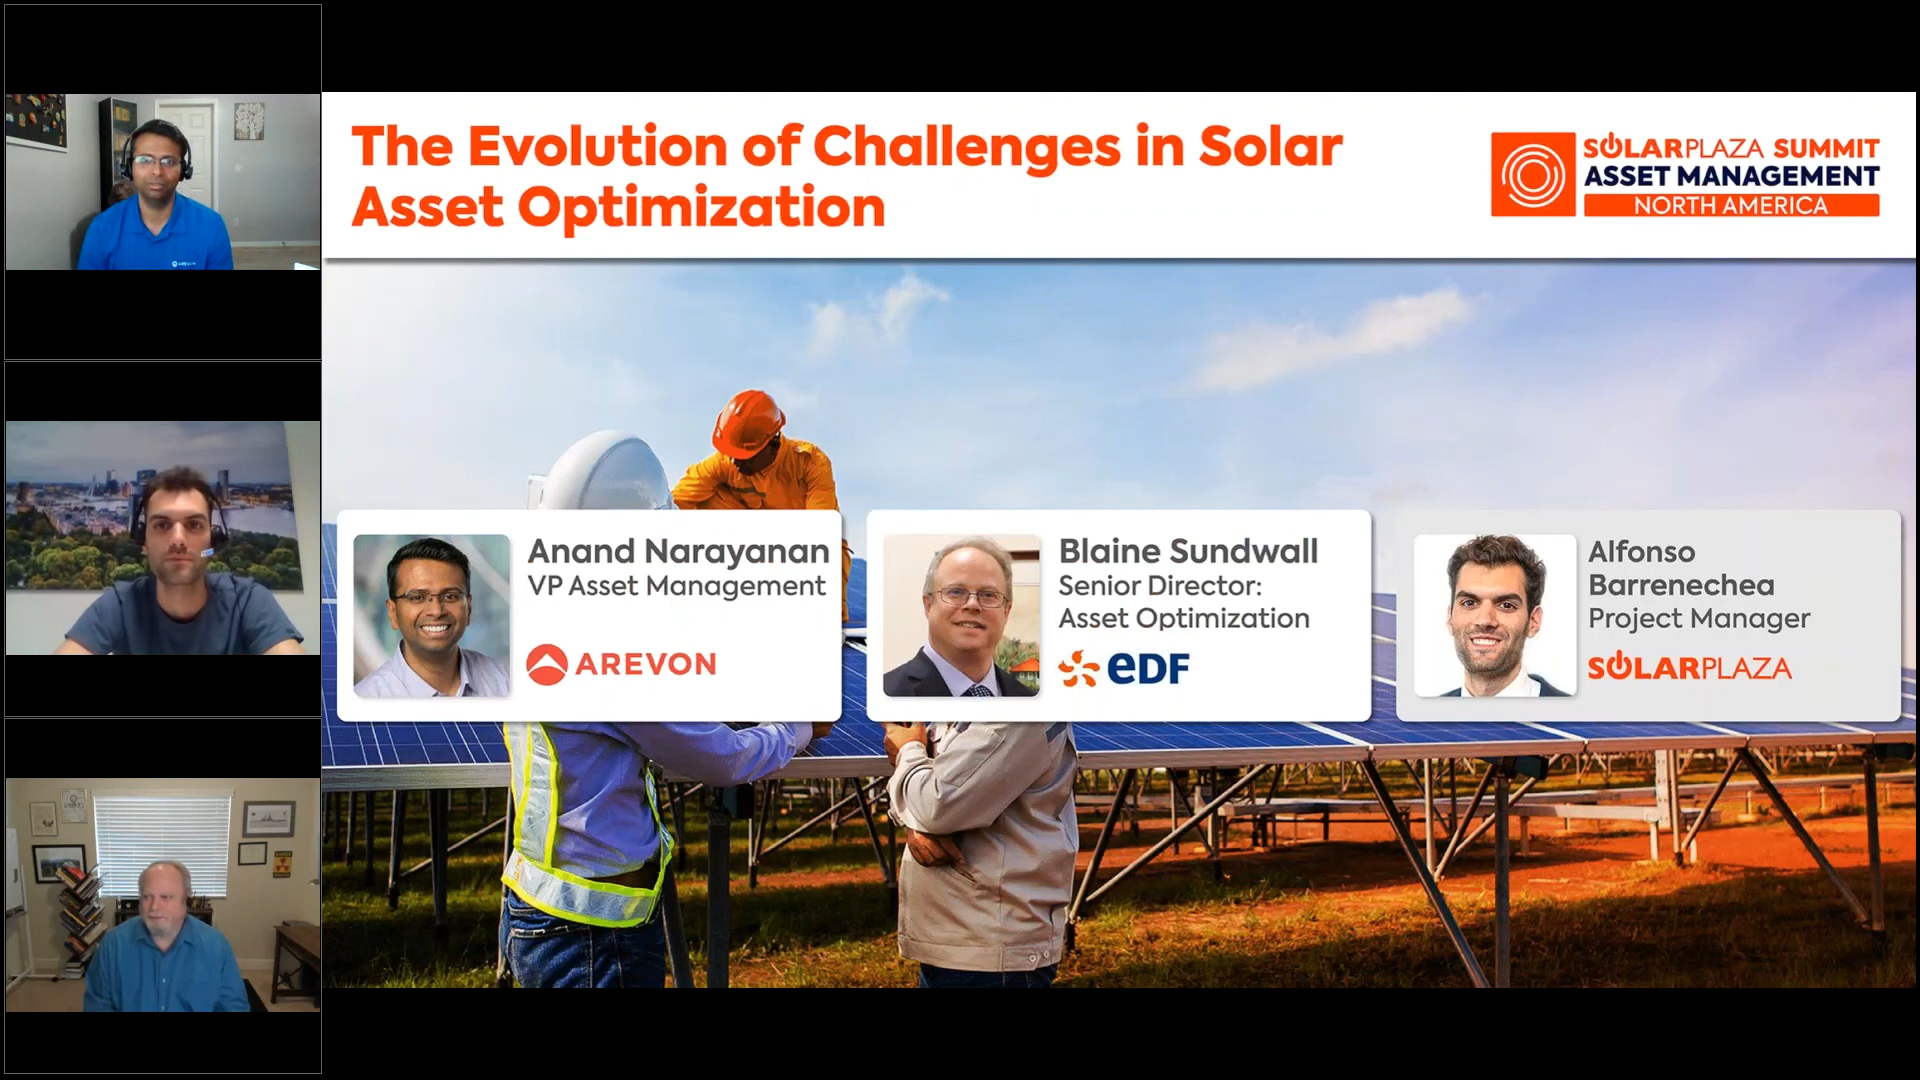 The Evolution of Challenges in Solar
Asset Optimization
SOLARPLAZA SUMMIT
ASSET MANAGEMENT
NORTH AMERICA
Anand Narayanan
VP Asset Management
AREVON
Blaine Sundwall
Senior Director:
Asset Optimization
eDF
Alfonso
Barrenechea
Project Manager
SOLARPLAZA